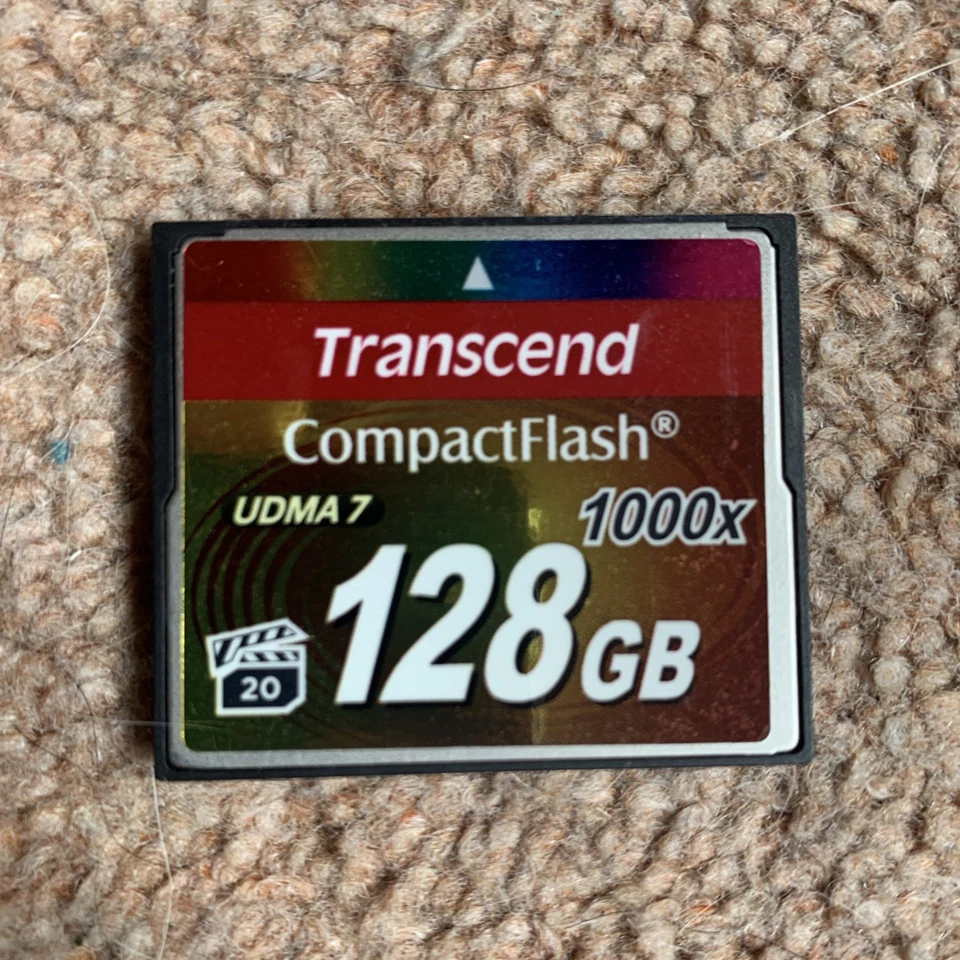 Transcend
CompactFlash®
UDMA 7
1000x
128GB
20